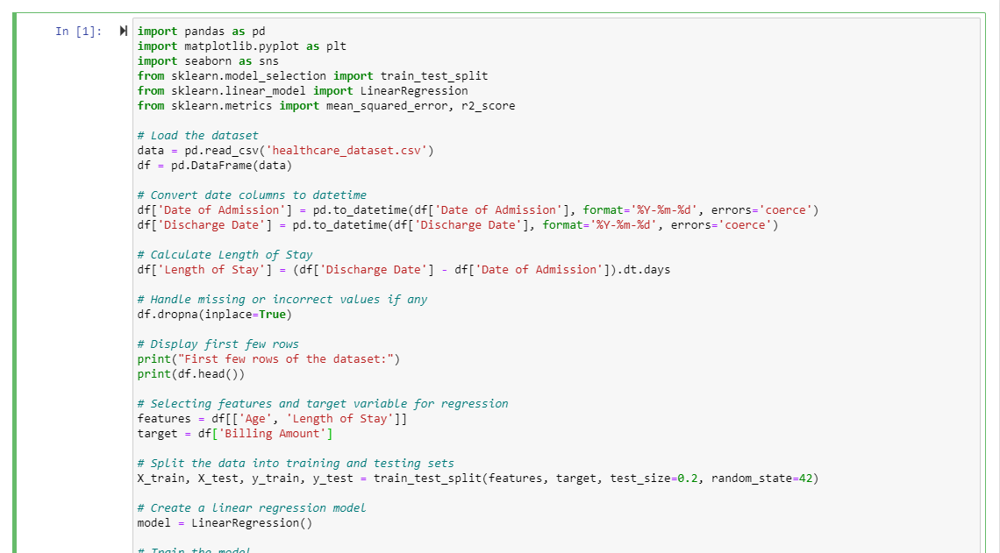 In [1]:
import pandas as pd
import matplotlib.pyplot as plt
import seaborn as sns
from sklearn.model_selection import train_test_split
from sklearn.linear_model import LinearRegression
from sklearn.metrics import mean_squared_error, r2_score
# Load the dataset
data = pd.read_csv('healthcare_dataset.csv')
df = pd.DataFrame(data)
# Convert date columns to datetime
df['Date of Admission'] = pd.to_datetime(df['Date of Admission'], format='%Y-%m-%d', errors='coerce')
df['Discharge Date'] = pd.to_datetime(df['Discharge Date'], format='%Y-%m-%d', errors='coerce')
# Calculate Length of Stay
df['Length of Stay'] = (df['Discharge Date'] - df['Date of Admission']).dt.days
# Handle missing or incorrect values if any
df.dropna(inplace=True)
# Display first few rows
print("First few rows of the dataset:")
print(df.head())
# Selecting features and target variable for regression
features = df[['Age', 'Length of Stay']]
target = df['Billing Amount']
# Split the data into training and testing sets
X_train, X_test, y_train, y_test = train_test_split(features, target, test_size=0.2, random_state=42)
# Create a linear regression model
model = LinearRegression()
# Train the model